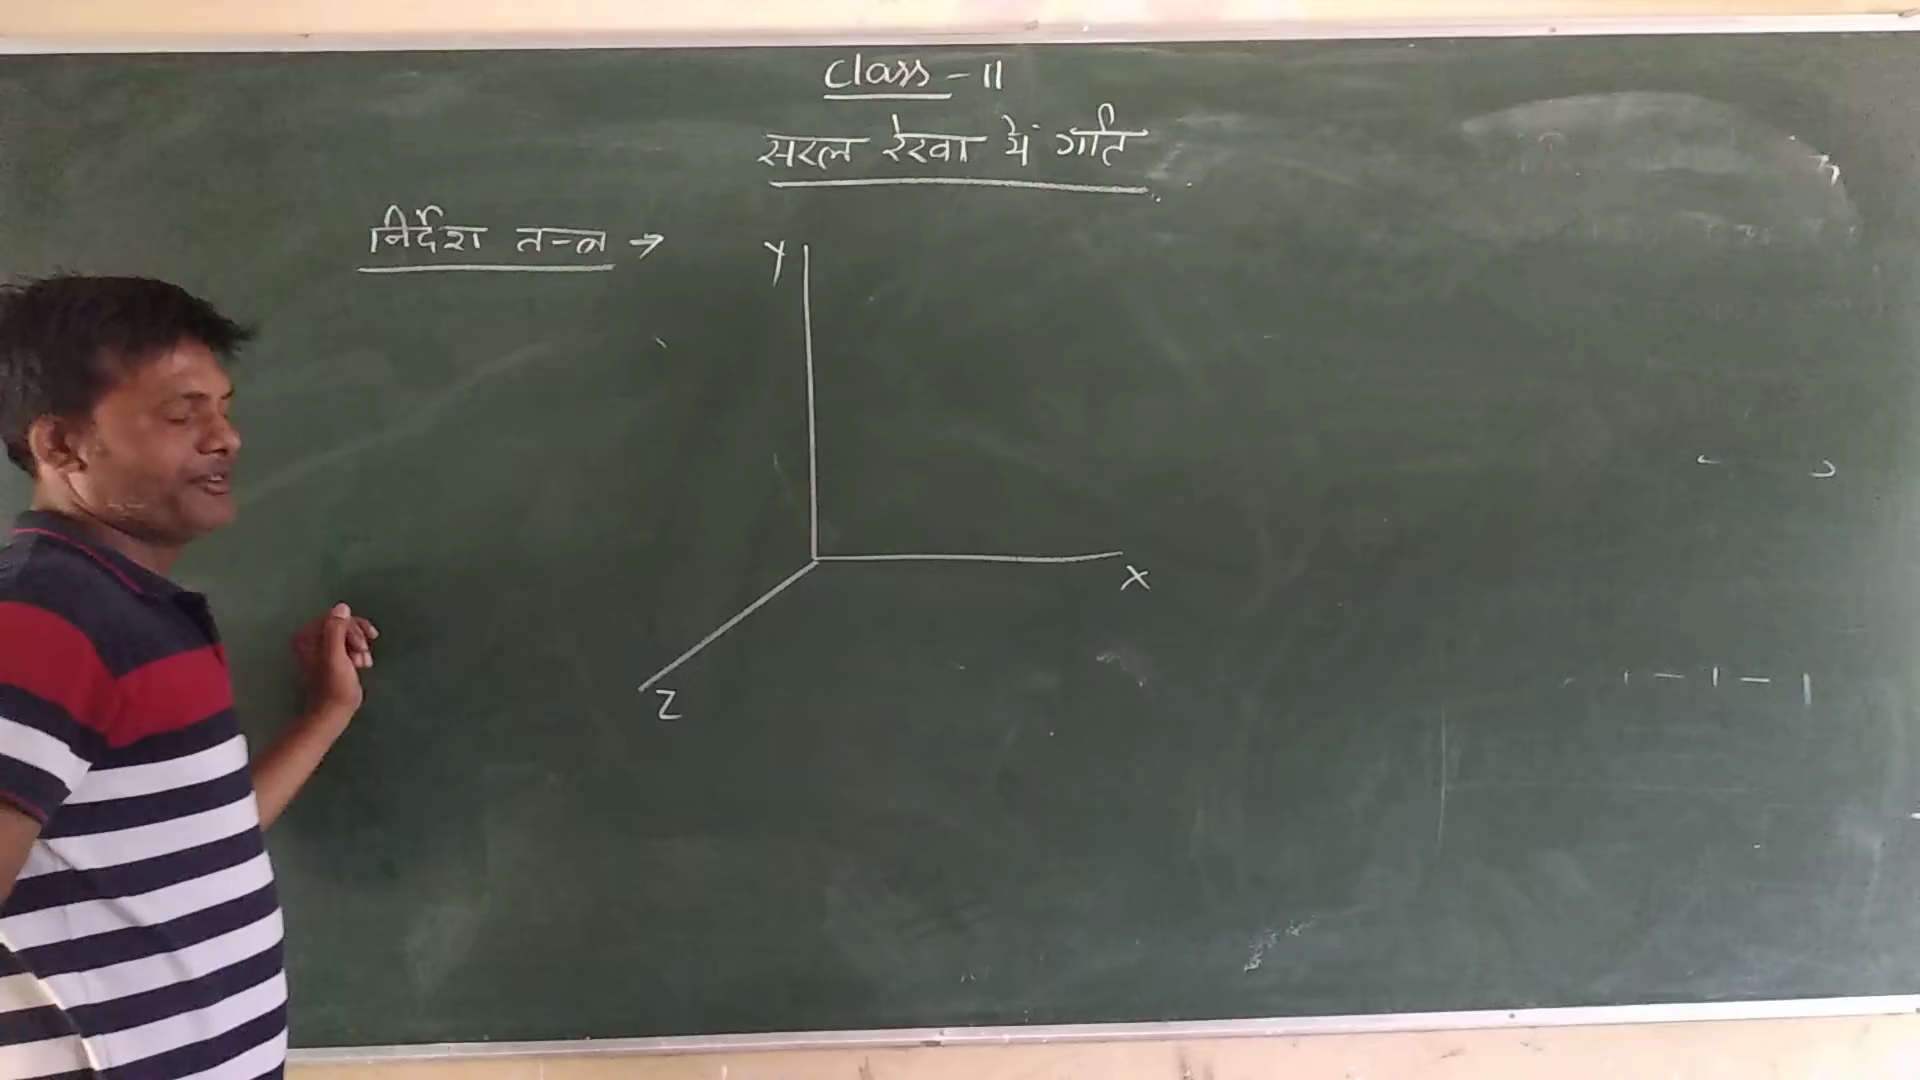 Class - 11
सरल रेखा में गति
निर्देश तन्त्र →
Y
X
Z